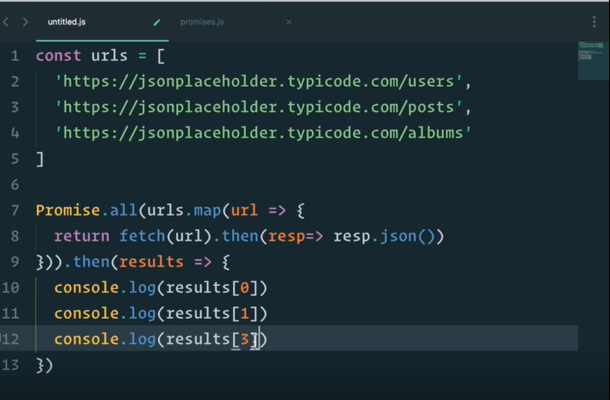 untitled.js promises.js
1 const urls = [
2 'https://jsonplaceholder.typicode.com/users',
3 'https://jsonplaceholder.typicode.com/posts',
4 'https://jsonplaceholder.typicode.com/albums'
5 ]
6
7 Promise.all(urls.map(url => {
8 return fetch(url).then(resp=> resp.json())
9 })).then(results => {
10 console.log(results[0])
11 console.log(results[1])
12 console.log(results[3])
13 })